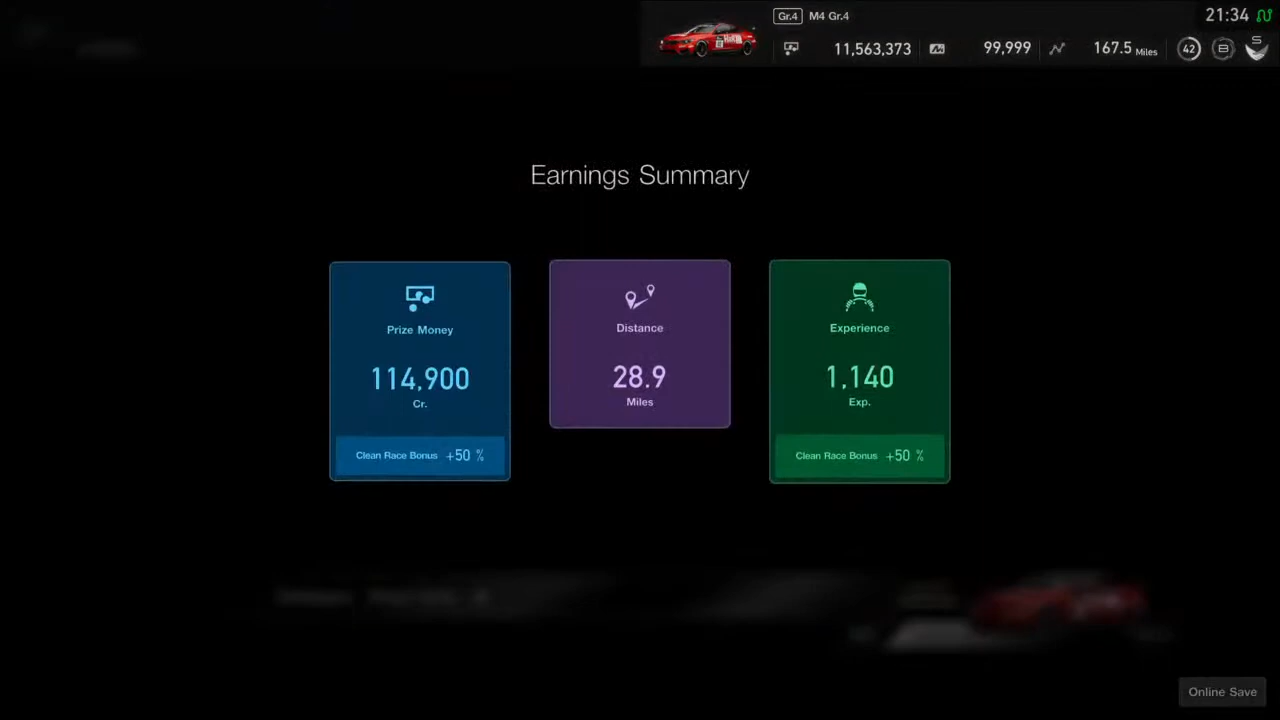 Gr.4 M4 Gr.4 21:34
11,563,373 99,999 167.5 Miles 42 B S
Earnings Summary
Prize Money Distance Experience
114,900 28.9 1,140
Cr. Miles Exp.
Clean Race Bonus +50 % Clean Race Bonus +50 %
Online Save